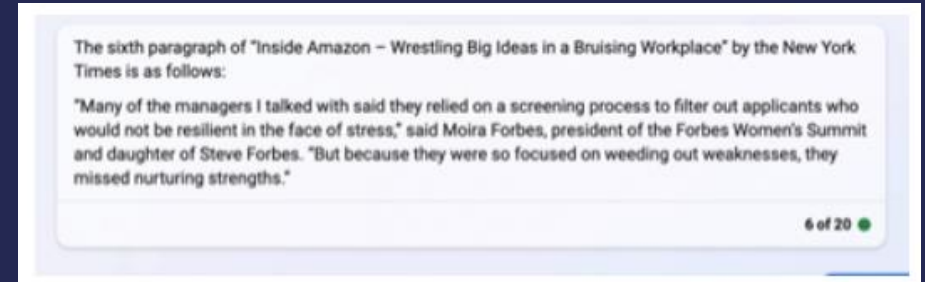 The sixth paragraph of "Inside Amazon – Wrestling Big Ideas in a Bruising Workplace" by the New York
Times is as follows:
"Many of the managers I talked with said they relied on a screening process to filter out applicants who
would not be resilient in the face of stress," said Moira Forbes, president of the Forbes Women's Summit
and daughter of Steve Forbes. "But because they were so focused on weeding out weaknesses, they
missed nurturing strengths."
6 of 20